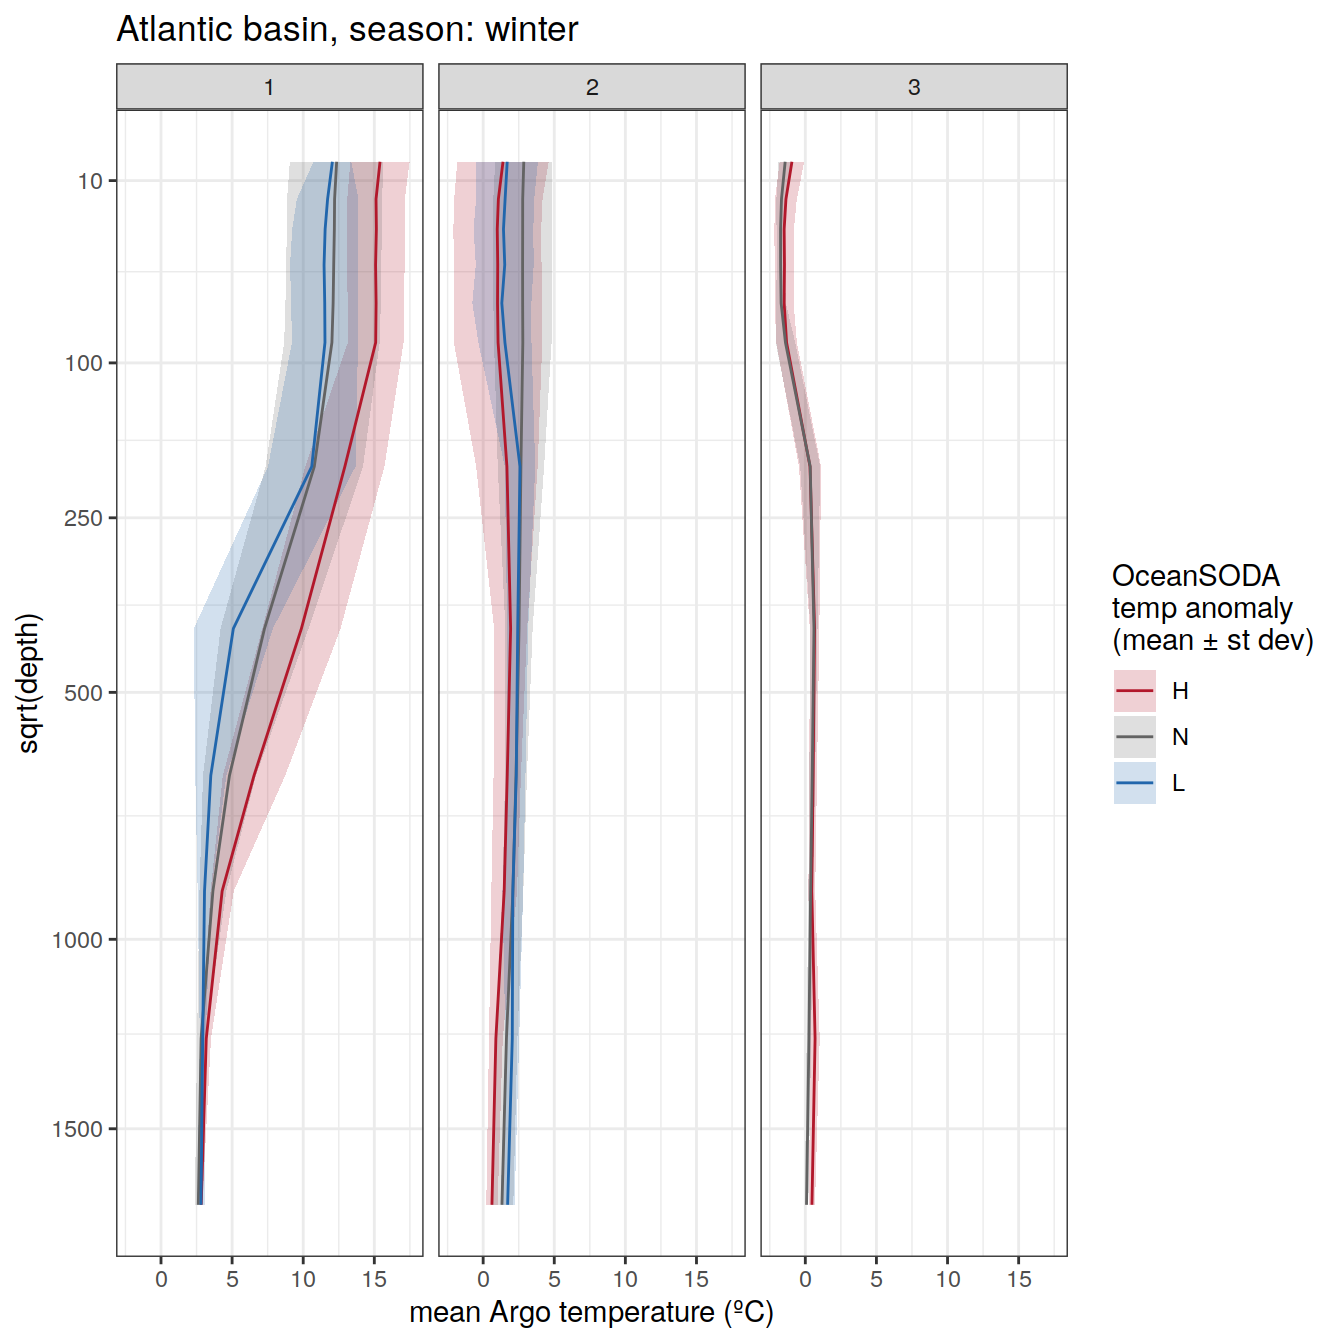 Atlantic basin, season: winter
1 2 3
10
100
250
500
1000
1500
sqrt(depth)
0 5 10 15 0 5 10 15 0 5 10 15
mean Argo temperature (ºC)
OceanSODA
temp anomaly
(mean ± st dev)
H
N
L